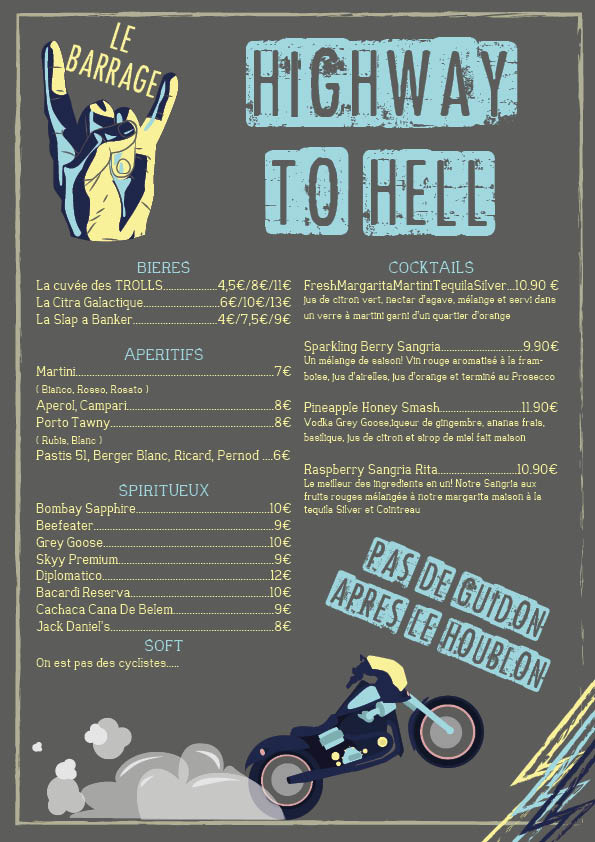 LE
BARRAGE
HIGHWAY
TO HELL
BIERES
La cuvée des TROLLS....................4,5€/8€/11€
La Citra Galactique............................6€/10€/13€
La Slap a Banker...............................4€/7,5€/9€
APERITIFS
Martini.........................................................................7€
( Bianco, Rosso, Rosato )
Aperol, Campari.....................................................8€
Porto Tawny...........................................................8€
( Rubis, Blanc )
Pastis 51, Berger Blanc, Ricard, Pernod ....6€
SPIRITUEUX
Bombay Sapphire.................................................10€
Beefeater..................................................................9€
Grey Goose.............................................................10€
Skyy Premium.........................................................9€
Diplomatico..............................................................12€
Bacardi Reserva...................................................10€
Cachaca Cana De Belem....................................9€
Jack Daniel's............................................................8€
SOFT
On est pas des cyclistes.....
COCKTAILS
FreshMargaritaMartiniTequilaSilver...10.90 €
jus de citron vert, nectar d'agave, mélange et servi dans
un verre à martini garni d'un quartier d'orange
Sparkling Berry Sangria..............................9.90€
Un mélange de saison! Vin rouge aromatisé à la fram-
boise, jus d'airelles, jus d'orange et terminé au Prosecco
Pineapple Honey Smash..............................11.90€
Vodka Grey Goose,liqueur de gingembre, ananas frais,
basilique, jus de citron et sirop de miel fait maison
Raspberry Sangria Rita.............................10.90€
Le meilleur des ingredients en un! Notre Sangria aux
fruits rouges mélangée à notre margarita maison à la
tequila Silver et Cointreau
PAS DE GUIDON
APRES LE HOUBLON